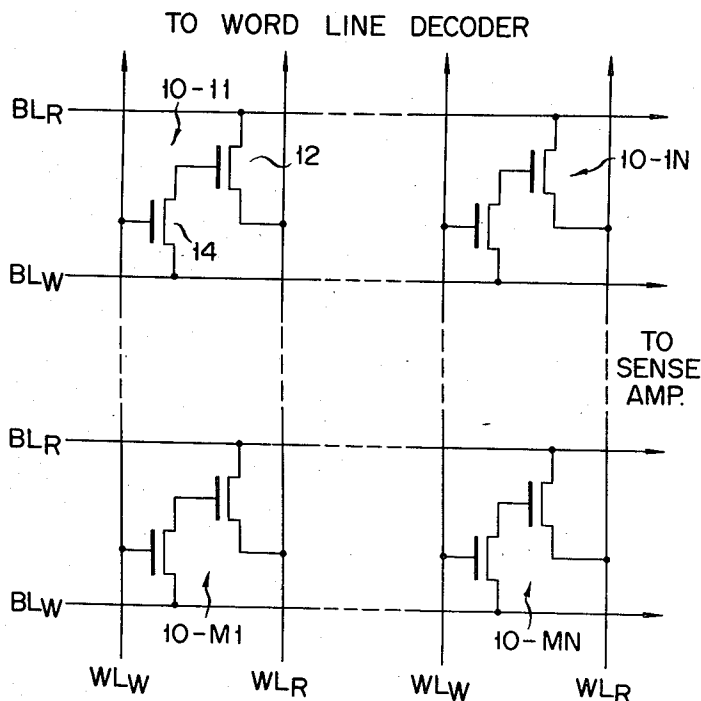 TO WORD LINE DECODER
10-11
BLR
12
10-1N
14
BLW
TO
SENSE
AMP.
BLR
BLW
10-M1
10-MN
WLW
WLR
WLW
WLR